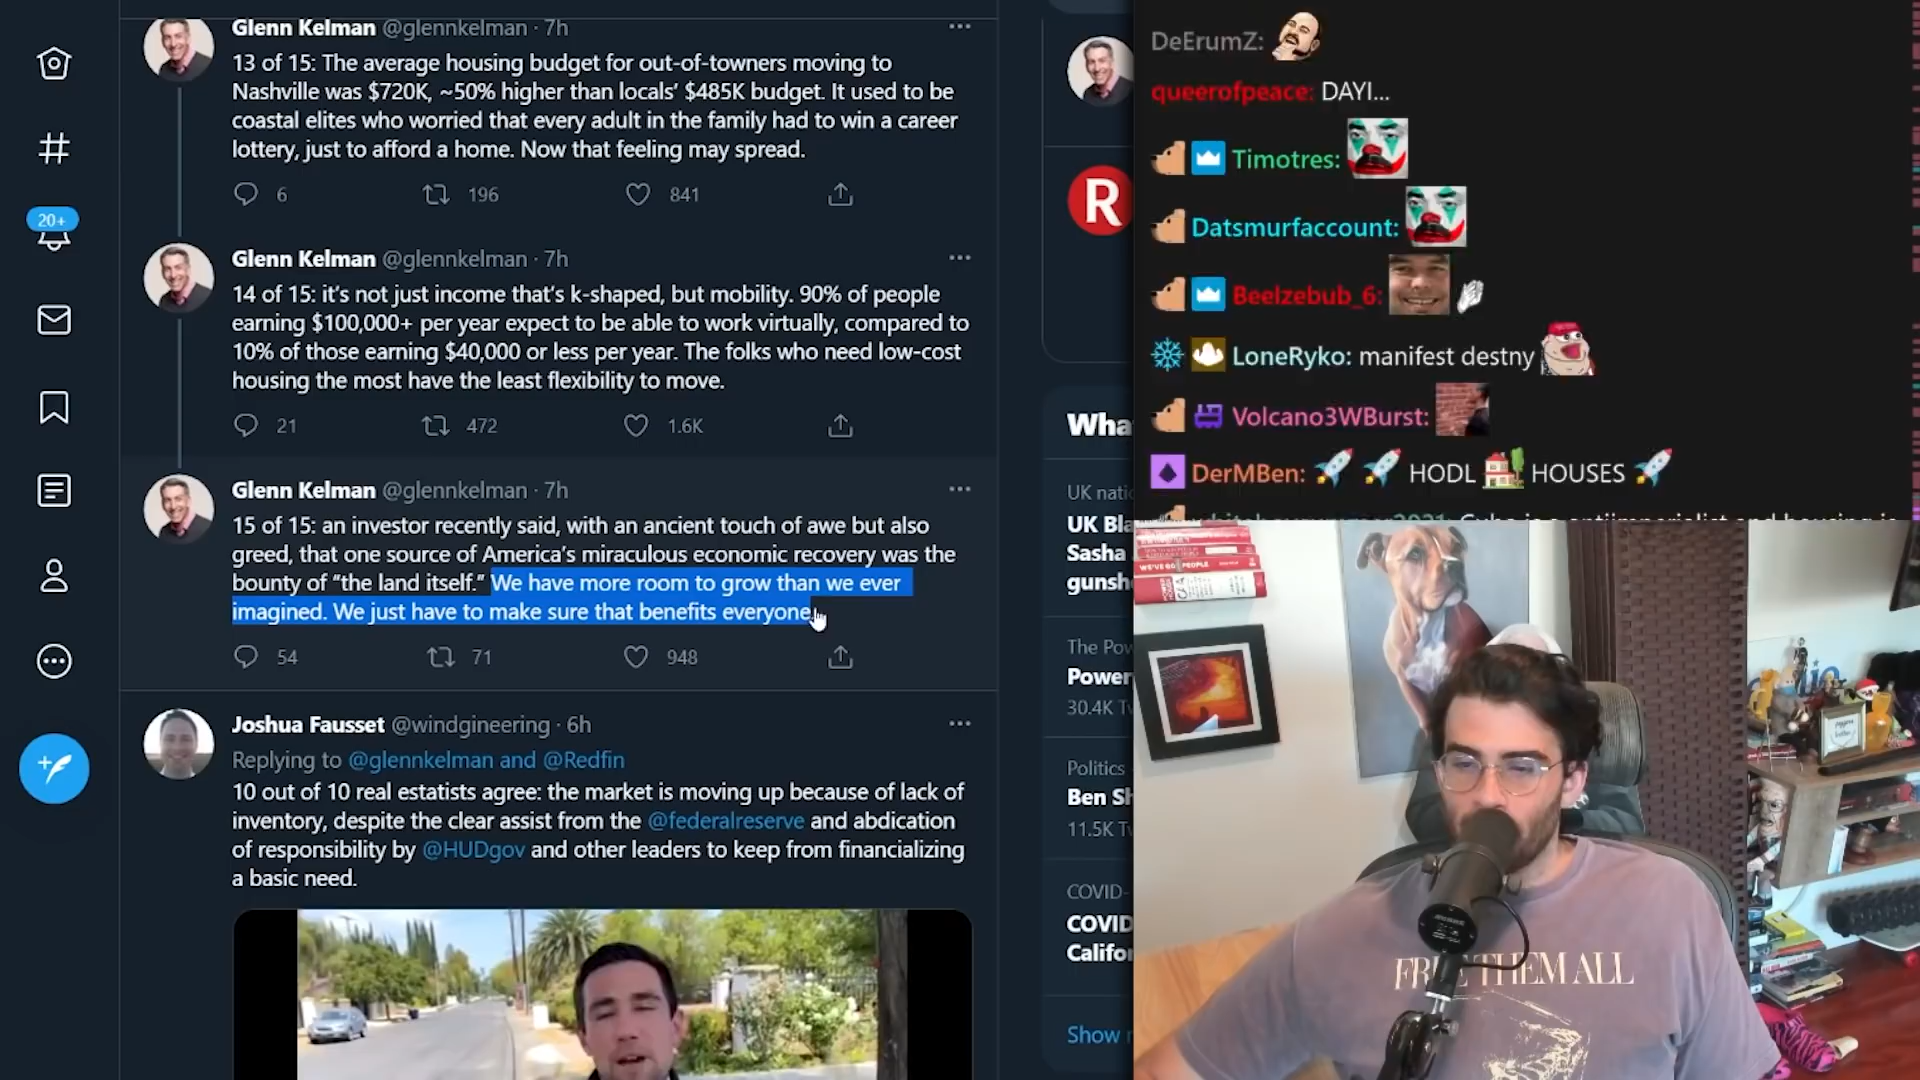 Glenn Kelman @glennkelman · 7h
13 of 15: The average housing budget for out-of-towners moving to
Nashville was $720K, ~50% higher than locals' $485K budget. It used to be
coastal elites who worried that every adult in the family had to win a career
lottery, just to afford a home. Now that feeling may spread.
6 196 841
Glenn Kelman @glennkelman · 7h
14 of 15: it's not just income that's k-shaped, but mobility. 90% of people
earning $100,000+ per year expect to be able to work virtually, compared to
10% of those earning $40,000 or less per year. The folks who need low-cost
housing the most have the least flexibility to move.
21 472 1.6K
Glenn Kelman @glennkelman · 7h
15 of 15: an investor recently said, with an ancient touch of awe but also
greed, that one source of America's miraculous economic recovery was the
bounty of "the land itself." We have more room to grow than we ever
imagined. We just have to make sure that benefits everyone
54 71 948
Joshua Fausset @windgineering · 6h
Replying to @glennkelman and @Redfin
10 out of 10 real estatists agree: the market is moving up because of lack of
inventory, despite the clear assist from the @federalreserve and abdication
of responsibility by @HUDgov and other leaders to keep from financializing
a basic need.
20+
R
Wha
UK natio
UK Bla
Sasha
gunsh
The Pow
Power
30.4K Tw
Politics
Ben Sh
11.5K T
COVID-
COVID
Califor
Show
DeErumZ:
queerofpeace: DAYI...
Timotres:
Datsmurfaccount:
Beelzebub_6:
LoneRyko: manifest destny
Volcano3WBurst:
DerMBen: HODL HOUSES
WE'VE GOT PEOPLE
FREE THEM ALL